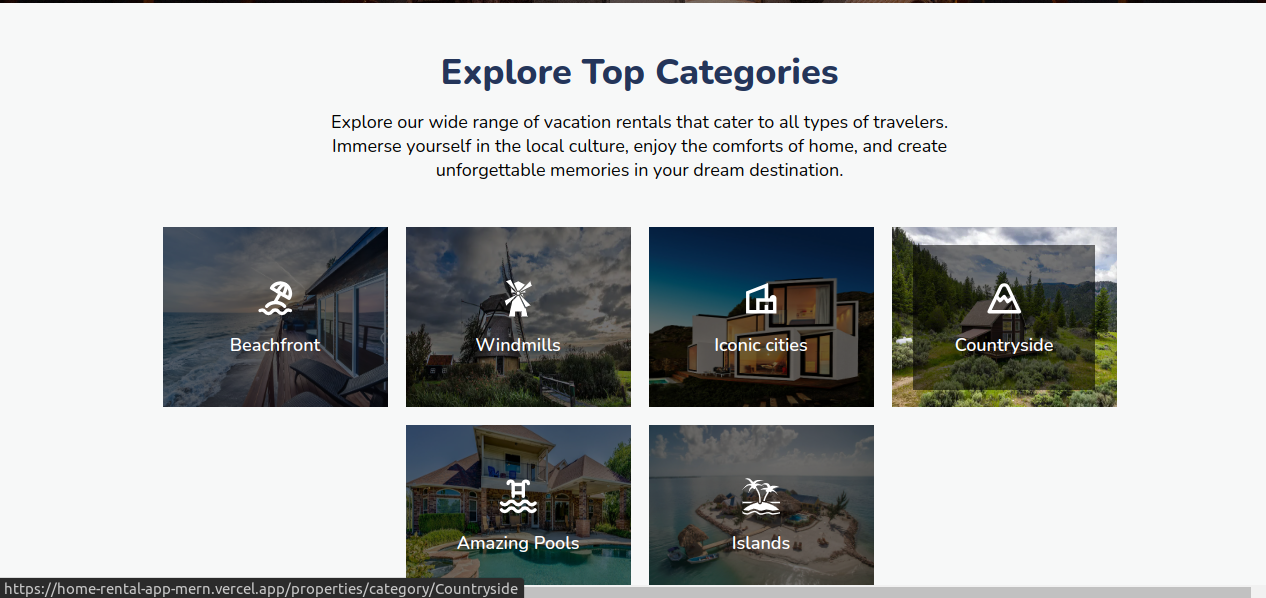 Explore Top Categories
Explore our wide range of vacation rentals that cater to all types of travelers.
Immerse yourself in the local culture, enjoy the comforts of home, and create
unforgettable memories in your dream destination.
Beachfront
Windmills
Iconic cities
Countryside
Amazing Pools
Islands
https://home-rental-app-mern.vercel.app/properties/category/Countryside